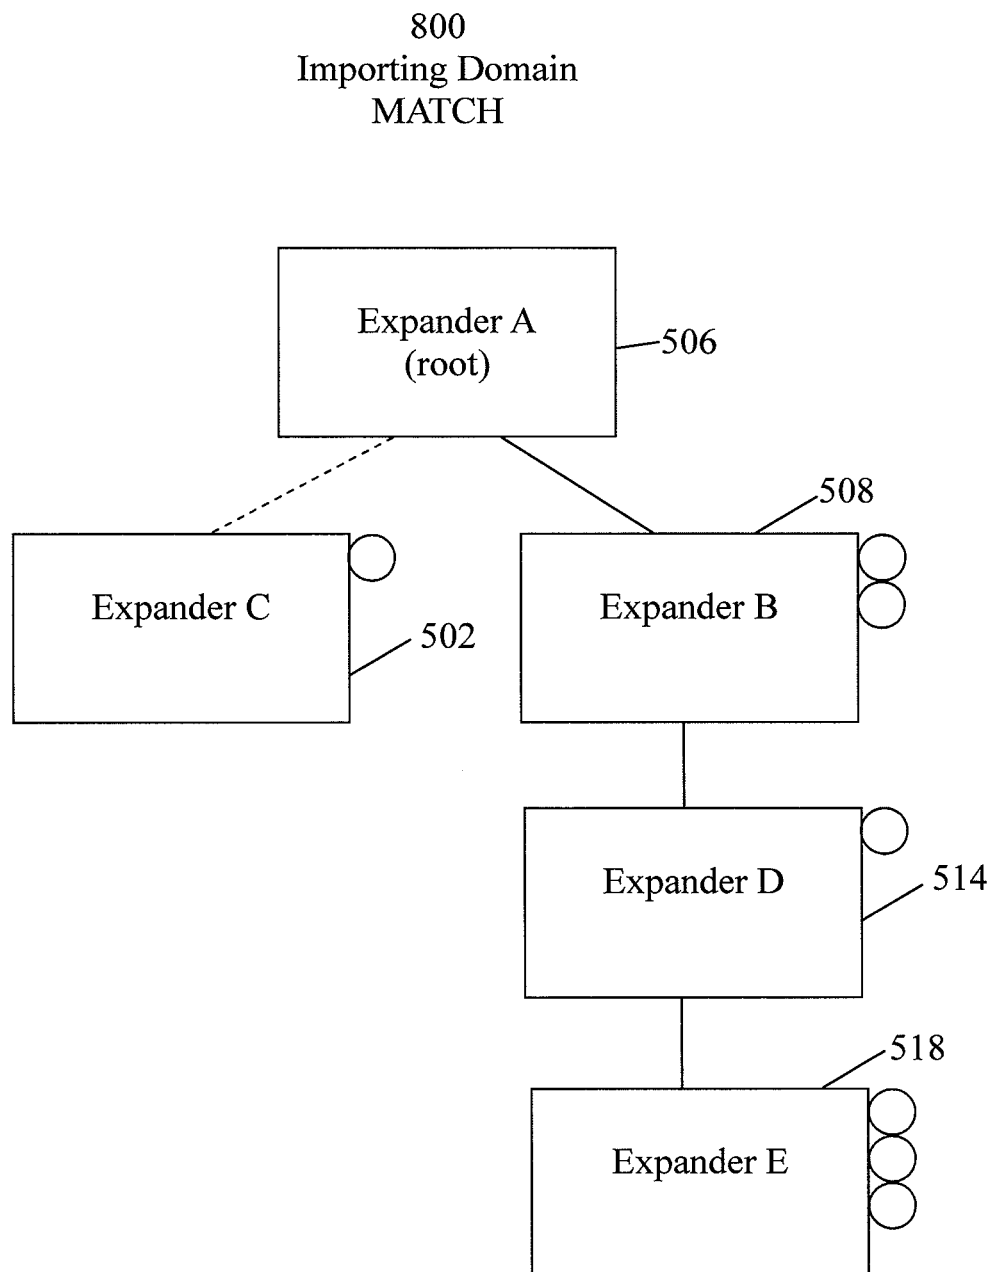 800
Importing Domain
MATCH
Expander A
(root)
506
508
Expander C
502
Expander B
Expander D
514
518
Expander E